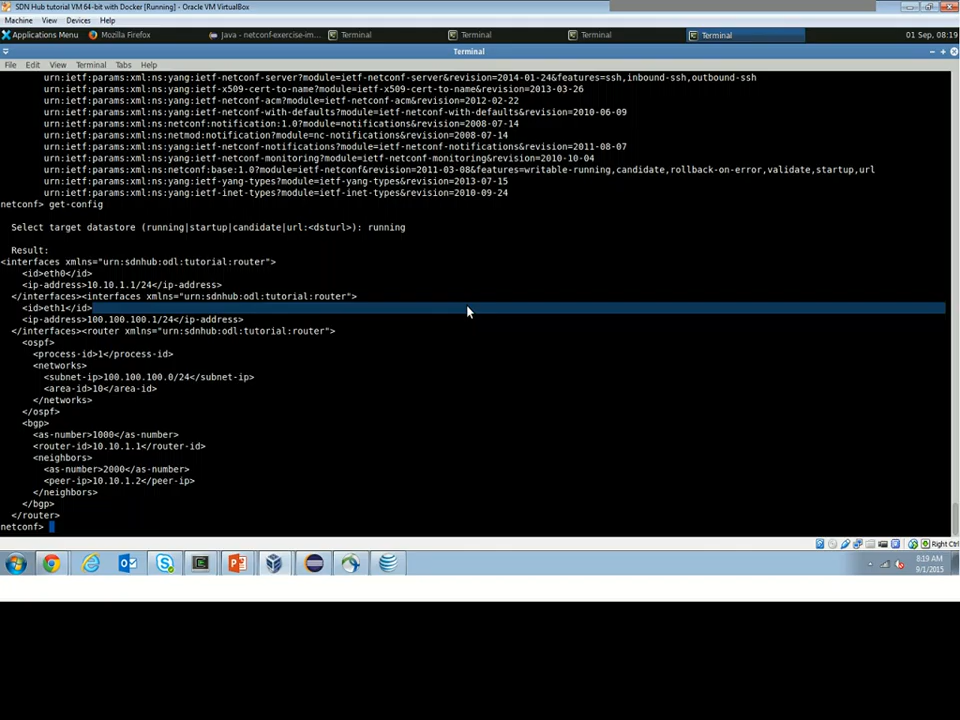 SDN Hub tutorial VM 64-bit with Docker [Running] - Oracle VM VirtualBox
Machine View Devices Help
Applications Menu Mozilla Firefox Java - netconf-exercise-im... Terminal Terminal Terminal Terminal 01 Sep, 08:19
Terminal
File Edit View Terminal Tabs Help
urn:ietf:params:xml:ns:yang:ietf-netconf-server?module=ietf-netconf-server&revision=2014-01-24&features=ssh,inbound-ssh,outbound-ssh
urn:ietf:params:xml:ns:yang:ietf-x509-cert-to-name?module=ietf-x509-cert-to-name&revision=2013-03-26
urn:ietf:params:xml:ns:yang:ietf-netconf-acm?module=ietf-netconf-acm&revision=2012-02-22
urn:ietf:params:xml:ns:yang:ietf-netconf-with-defaults?module=ietf-netconf-with-defaults&revision=2010-06-09
urn:ietf:params:xml:ns:netconf:notification:1.0?module=notifications&revision=2008-07-14
urn:ietf:params:xml:ns:netmod:notification?module=nc-notifications&revision=2008-07-14
urn:ietf:params:xml:ns:yang:ietf-netconf-notifications?module=ietf-netconf-notifications&revision=2011-08-07
urn:ietf:params:xml:ns:yang:ietf-netconf-monitoring?module=ietf-netconf-monitoring&revision=2010-10-04
urn:ietf:params:xml:ns:netconf:base:1.0?module=ietf-netconf&revision=2011-03-08&features=writable-running,candidate,rollback-on-error,validate,startup,url
urn:ietf:params:xml:ns:yang:ietf-yang-types?module=ietf-yang-types&revision=2013-07-15
urn:ietf:params:xml:ns:yang:ietf-inet-types?module=ietf-inet-types&revision=2010-09-24
netconf> get-config
Select target datastore (running|startup|candidate|url:<dsturl>): running
Result:
<interfaces xmlns="urn:sdnhub:odl:tutorial:router">
<id>eth0</id>
<ip-address>10.10.1.1/24</ip-address>
</interfaces><interfaces xmlns="urn:sdnhub:odl:tutorial:router">
<id>eth1</id>
<ip-address>100.100.100.1/24</ip-address>
</interfaces><router xmlns="urn:sdnhub:odl:tutorial:router">
<ospf>
<process-id>1</process-id>
<networks>
<subnet-ip>100.100.100.0/24</subnet-ip>
<area-id>10</area-id>
</networks>
</ospf>
<bgp>
<as-number>1000</as-number>
<router-id>10.10.1.1</router-id>
<neighbors>
<as-number>2000</as-number>
<peer-ip>10.10.1.2</peer-ip>
</neighbors>
</bgp>
</router>
netconf>
Right Ctrl
8:19 AM
9/1/2015